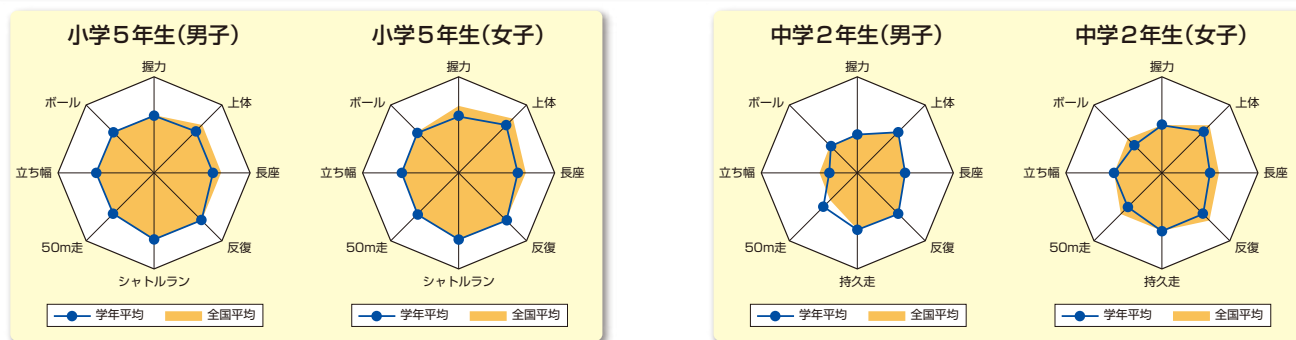 小学5年生(男子)
握力
上体
長座
反復
シャトルラン
50m走
立ち幅
ボール
学年平均
全国平均
小学5年生(女子)
握力
上体
長座
反復
シャトルラン
50m走
立ち幅
ボール
学年平均
全国平均
中学2年生(男子)
握力
上体
長座
反復
持久走
50m走
立ち幅
ボール
学年平均
全国平均
中学2年生(女子)
握力
上体
長座
反復
持久走
50m走
立ち幅
ボール
学年平均
全国平均